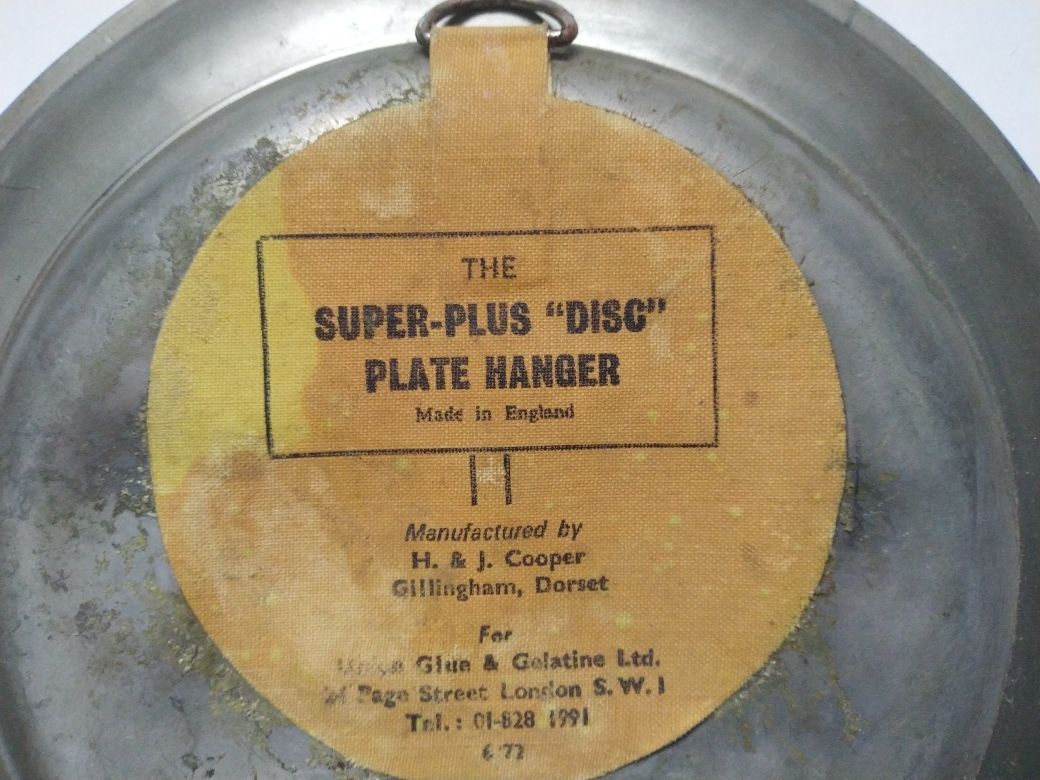 THE
SUPER-PLUS "DISC"
PLATE HANGER
Made in England
Manufactured by
H. & J. Cooper
Gillingham, Dorset
For
Glue & Gelatine Ltd.
Page Street London S.W.1
Tel.: 01-828 1991
6 72